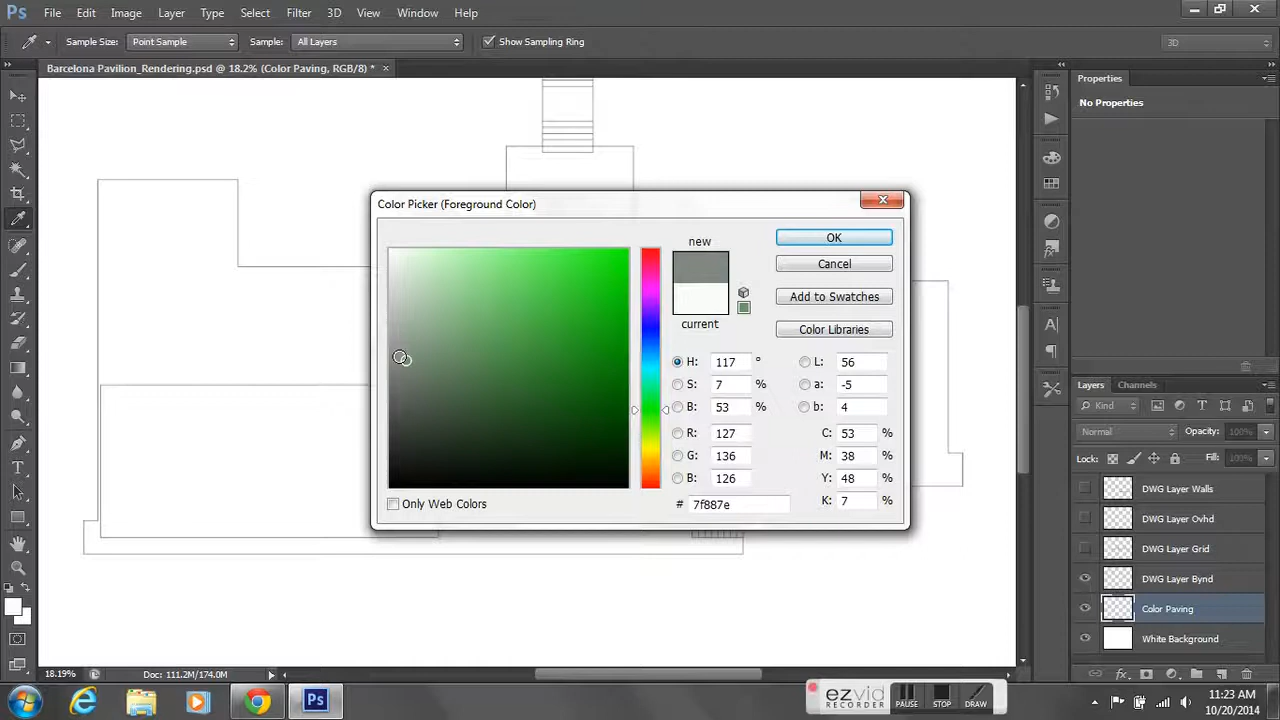 Ps File Edit Image Layer Type Select Filter 3D View Window Help
Sample Size: Point Sample Sample: All Layers Show Sampling Ring 3D
Barcelona Pavilion_Rendering.psd @ 18.2% (Color Paving, RGB/8) * ×
Properties
No Properties
Color Picker (Foreground Color)
new
current
OK
Cancel
Add to Swatches
Color Libraries
H: 117 ° L: 56
S: 7 % a: -5
B: 53 % b: 4
R: 127 C: 53 %
G: 136 M: 38 %
B: 126 Y: 48 %
# 7f887e K: 7 %
Only Web Colors
Layers Channels
Kind
Normal Opacity: 100%
Lock: Fill: 100%
DWG Layer Walls
DWG Layer Ovhd
DWG Layer Grid
DWG Layer Bynd
Color Paving
White Background
18.19% Doc: 111.2M/174.0M
ezvid
RECORDER
PAUSE STOP DRAW
Ps
11:23 AM
10/20/2014